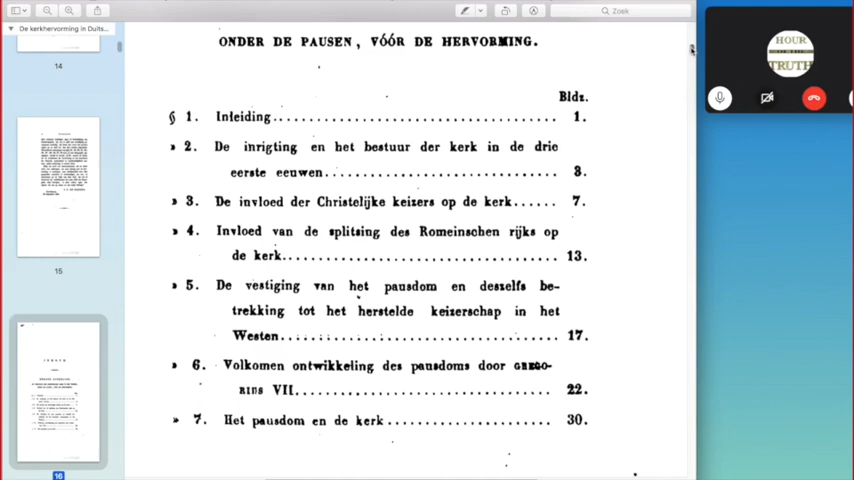 Zoek
De kerkhervorming in Duits...
14
15
16
HOUR
TRUTH
ONDER DE PAUSEN, VÓÓR DE HERVORMING.
Bldz.
§ 1. Inleiding.......................................... 1.
» 2. De inrigting en het bestuur der kerk in de drie
eerste eeuwen................................... 3.
» 3. De invloed der Christelijke keizers op de kerk...... 7.
» 4. Invloed van de splitsing des Romeinschen rijks op
de kerk......................................... 13.
» 5. De vestiging van het pausdom en deszelfs be-
trekking tot het herstelde keizerschap in het
Westen.......................................... 17.
» 6. Volkomen ontwikkeling des pausdoms door GREGO-
RIUS VII........................................ 22.
» 7. Het pausdom en de kerk......................... 30.